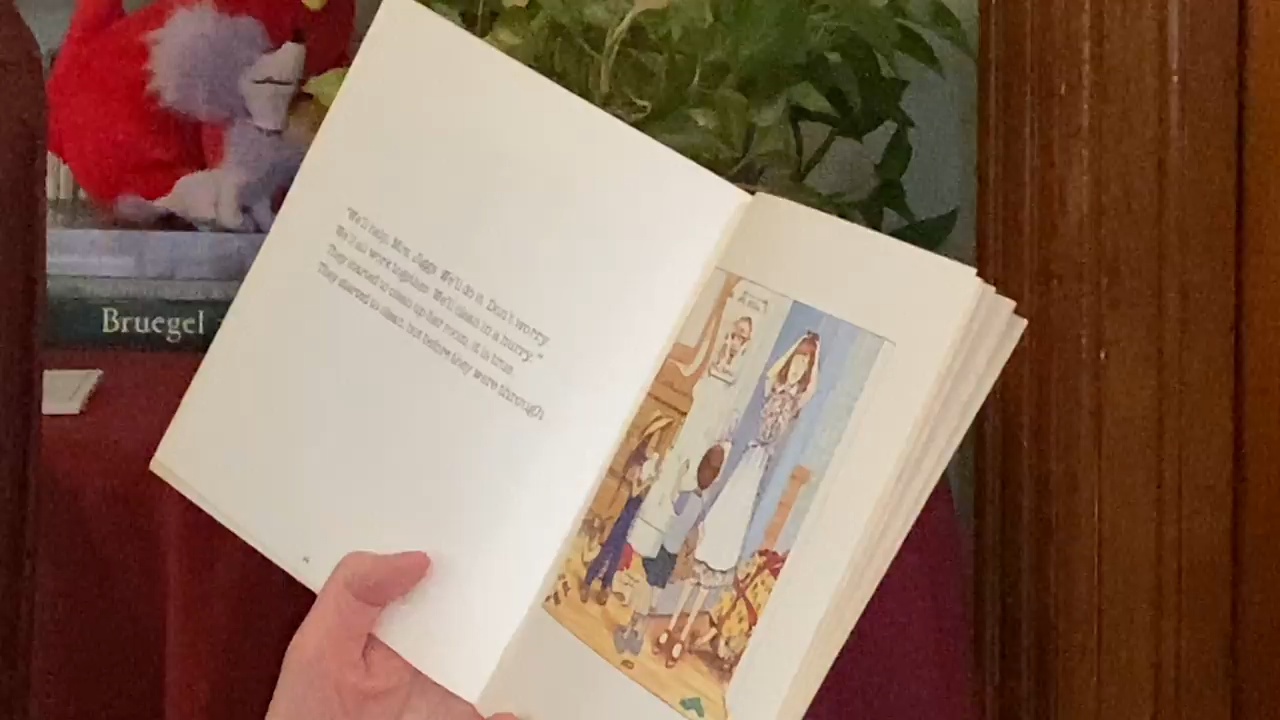 "We'll help, Mrs. Jiggs. We'll do it. Don't worry.
We'll all work together. We'll clean in a hurry."
They started to clean up her room, it is true.
They started to clean, but before they were through
Bruegel